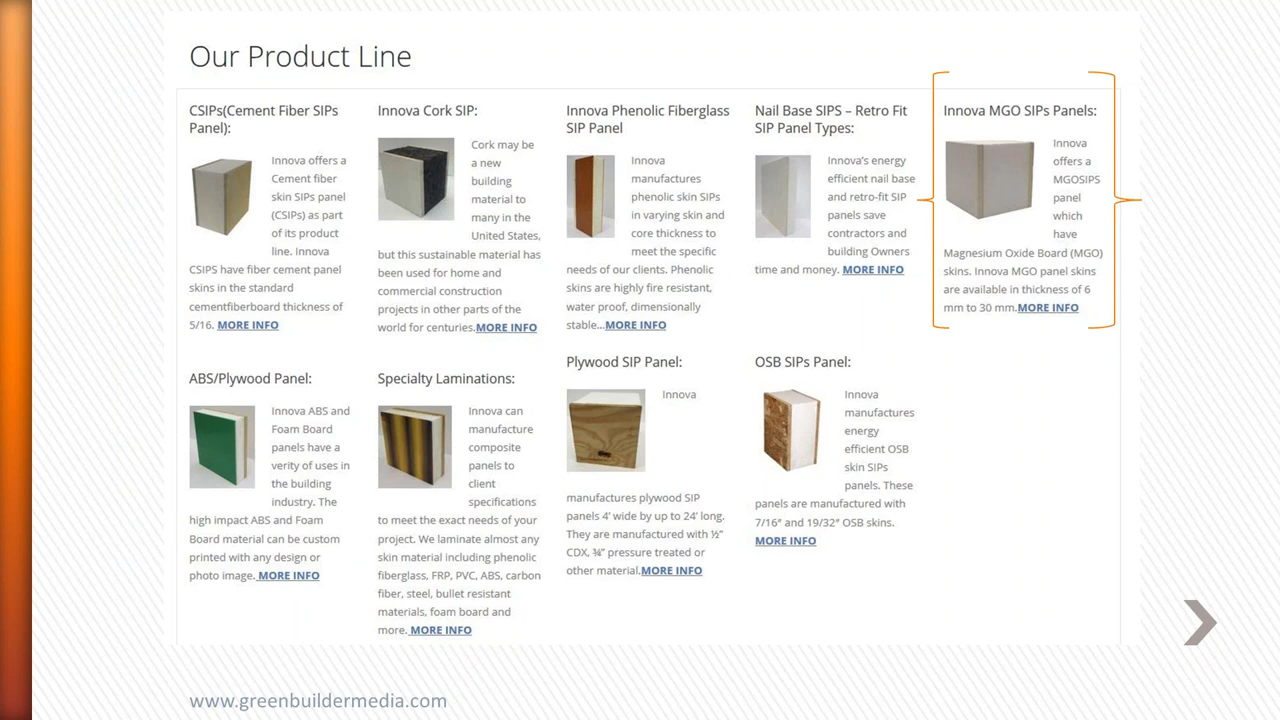 Our Product Line
CSIPs(Cement Fiber SIPs
Panel):
Innova offers a
Cement fiber
skin SIPs panel
(CSIPs) as part
of its product
line. Innova
CSIPS have fiber cement panel
skins in the standard
cementfiberboard thickness of
5/16. MORE INFO
Innova Cork SIP:
Cork may be
a new
building
material to
many in the
United States,
but this sustainable material has
been used for home and
commercial construction
projects in other parts of the
world for centuries.MORE INFO
Innova Phenolic Fiberglass
SIP Panel
Innova
manufactures
phenolic skin SIPs
in varying skin and
core thickness to
meet the specific
needs of our clients. Phenolic
skins are highly fire resistant,
water proof, dimensionally
stable...MORE INFO
Nail Base SIPS – Retro Fit
SIP Panel Types:
Innova's energy
efficient nail base
and retro-fit SIP
panels save
contractors and
building Owners
time and money. MORE INFO
Innova MGO SIPs Panels:
Innova
offers a
MGOSIPS
panel
which
have
Magnesium Oxide Board (MGO)
skins. Innova MGO panel skins
are available in thickness of 6
mm to 30 mm.MORE INFO
ABS/Plywood Panel:
Innova ABS and
Foam Board
panels have a
verity of uses in
the building
industry. The
high impact ABS and Foam
Board material can be custom
printed with any design or
photo image. MORE INFO
Specialty Laminations:
Innova can
manufacture
composite
panels to
client
specifications
to meet the exact needs of your
project. We laminate almost any
skin material including phenolic
fiberglass, FRP, PVC, ABS, carbon
fiber, steel, bullet resistant
materials, foam board and
more. MORE INFO
Plywood SIP Panel:
Innova
manufactures plywood SIP
panels 4' wide by up to 24' long.
They are manufactured with ½"
CDX, ¾" pressure treated or
other material.MORE INFO
OSB SIPs Panel:
Innova
manufactures
energy
efficient OSB
skin SIPs
panels. These
panels are manufactured with
7/16" and 19/32" OSB skins.
MORE INFO
www.greenbuildermedia.com